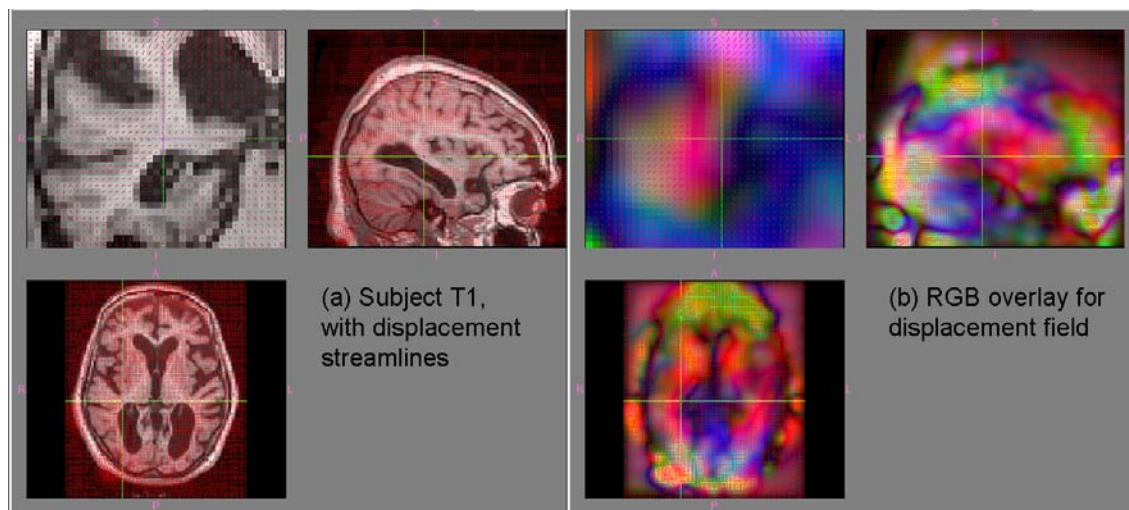 S S S S
R L P R L P
I I I I
A A
(a) Subject T1,
with displacement
streamlines
(b) RGB overlay for
displacement field
R L R L
P P